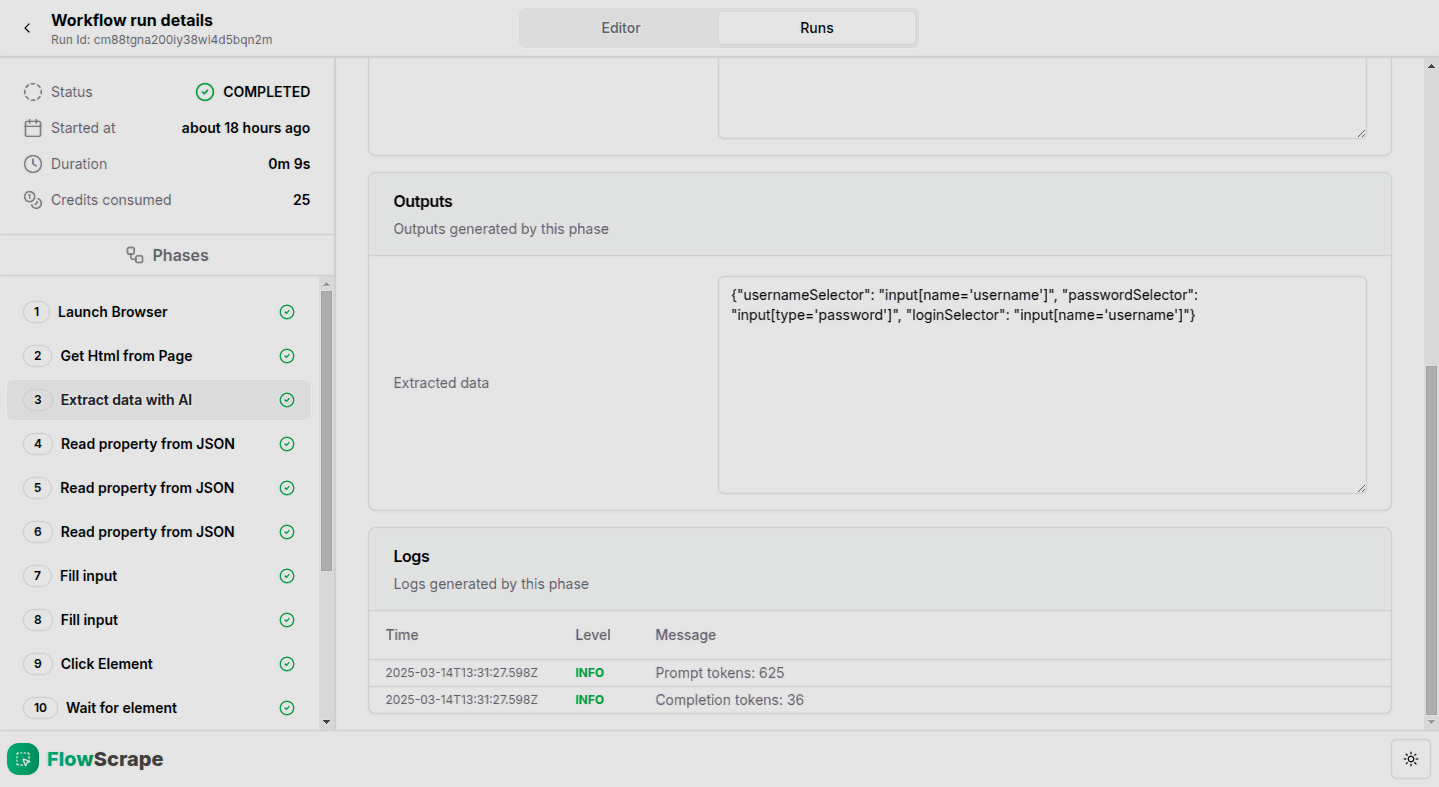 Workflow run details
Run Id: cm88tgna200iy38wi4d5bqn2m
Editor
Runs
Status
COMPLETED
Started at
about 18 hours ago
Duration
0m 9s
Credits consumed
25
Phases
1 Launch Browser
2 Get Html from Page
3 Extract data with AI
4 Read property from JSON
5 Read property from JSON
6 Read property from JSON
7 Fill input
8 Fill input
9 Click Element
10 Wait for element
Outputs
Outputs generated by this phase
Extracted data
{"usernameSelector": "input[name='username']", "passwordSelector":
"input[type='password']", "loginSelector": "input[name='username']"}
Logs
Logs generated by this phase
Time Level Message
2025-03-14T13:31:27.598Z INFO Prompt tokens: 625
2025-03-14T13:31:27.598Z INFO Completion tokens: 36
FlowScrape